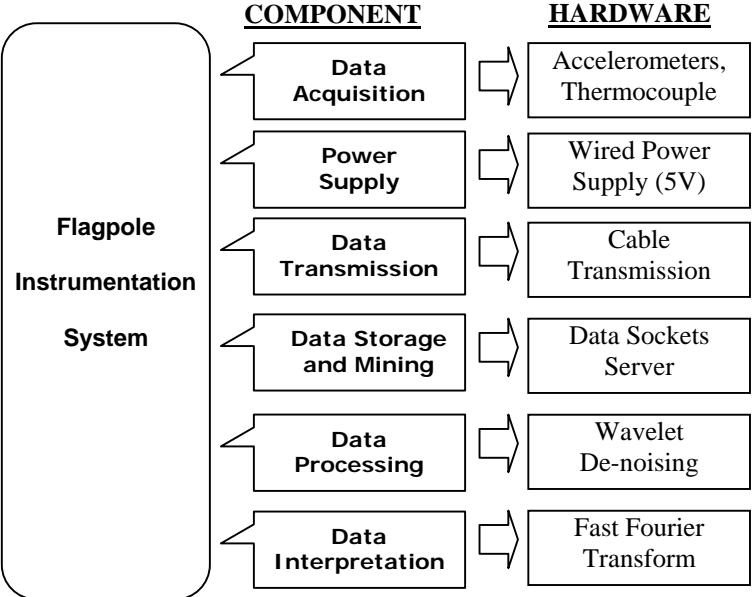 COMPONENT
HARDWARE
Flagpole
Instrumentation
System
Data
Acquisition
Accelerometers,
Thermocouple
Power
Supply
Wired Power
Supply (5V)
Data
Transmission
Cable
Transmission
Data Storage
and Mining
Data Sockets
Server
Data
Processing
Wavelet
De-noising
Data
Interpretation
Fast Fourier
Transform